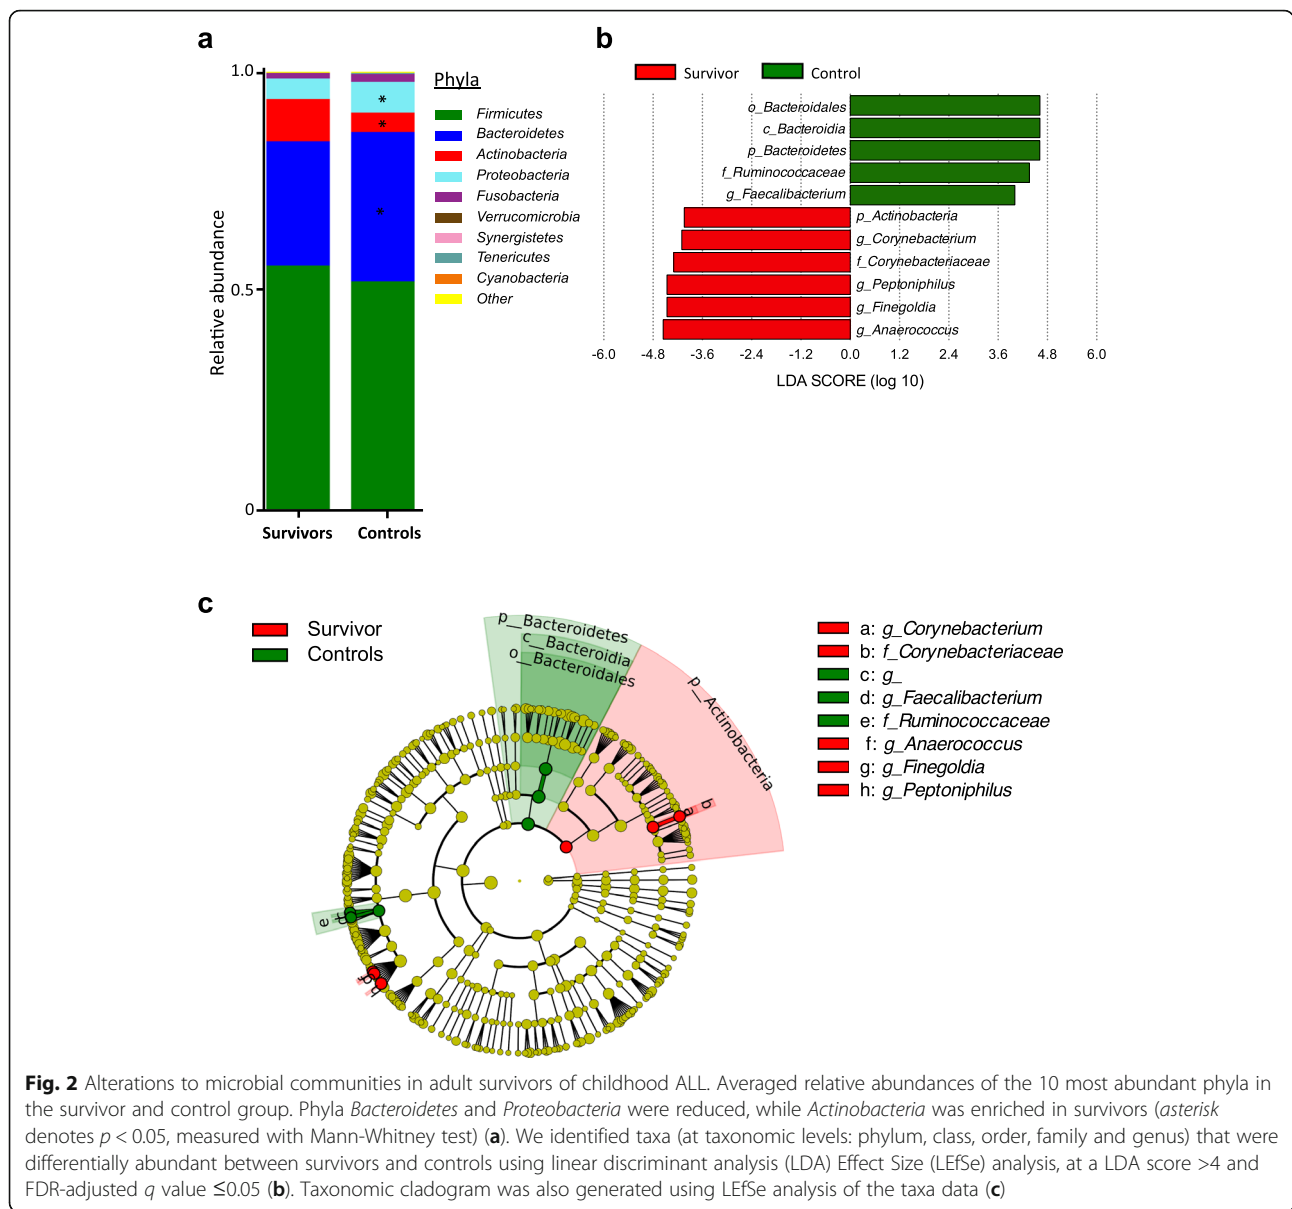 a
1.0
0.5
0
Relative abundance
Survivors
Controls
*
*
*
Phyla
Firmicutes
Bacteroidetes
Actinobacteria
Proteobacteria
Fusobacteria
Verrucomicrobia
Synergistetes
Tenericutes
Cyanobacteria
Other
b
Survivor
Control
o_Bacteroidales
c_Bacteroidia
p_Bacteroidetes
f_Ruminococcaceae
g_Faecalibacterium
p_Actinobacteria
g_Corynebacterium
f_Corynebacteriaceae
g_Peptoniphilus
g_Finegoldia
g_Anaerococcus
-6.0 -4.8 -3.6 -2.4 -1.2 0.0 1.2 2.4 3.6 4.8 6.0
LDA SCORE (log 10)
c
Survivor
Controls
p__Bacteroidetes
c__Bacteroidia
o__Bacteroidales
p__Actinobacteria
b
a
e
d
c
f
g
h
a: g_Corynebacterium
b: f_Corynebacteriaceae
c: g_
d: g_Faecalibacterium
e: f_Ruminococcaceae
f: g_Anaerococcus
g: g_Finegoldia
h: g_Peptoniphilus
Fig. 2 Alterations to microbial communities in adult survivors of childhood ALL. Averaged relative abundances of the 10 most abundant phyla in
the survivor and control group. Phyla Bacteroidetes and Proteobacteria were reduced, while Actinobacteria was enriched in survivors (asterisk
denotes p < 0.05, measured with Mann-Whitney test) (a). We identified taxa (at taxonomic levels: phylum, class, order, family and genus) that were
differentially abundant between survivors and controls using linear discriminant analysis (LDA) Effect Size (LEfSe) analysis, at a LDA score >4 and
FDR-adjusted q value ≤0.05 (b). Taxonomic cladogram was also generated using LEfSe analysis of the taxa data (c)